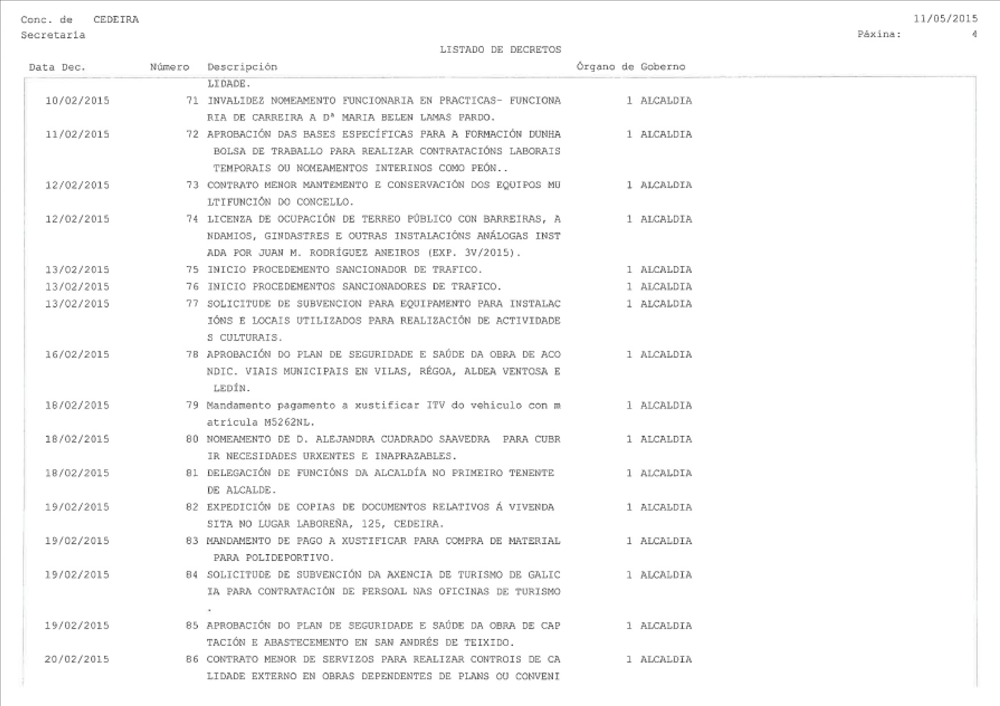 Conc. de CEDEIRA 11/05/2015
Secretaría Páxina: 4
LISTADO DE DECRETOS
Data Dec. Número Descripción Órgano de Goberno
LIDADE.
10/02/2015 71 INVALIDEZ NOMEAMENTO FUNCIONARIA EN PRACTICAS- FUNCIONA 1 ALCALDIA
RIA DE CARREIRA A Dª MARIA BELEN LAMAS PARDO.
11/02/2015 72 APROBACIÓN DAS BASES ESPECÍFICAS PARA A FORMACIÓN DUNHA 1 ALCALDIA
BOLSA DE TRABALLO PARA REALIZAR CONTRATACIÓNS LABORAIS
TEMPORAIS OU NOMEAMENTOS INTERINOS COMO PEÓN..
12/02/2015 73 CONTRATO MENOR MANTEMENTO E CONSERVACIÓN DOS EQUIPOS MU 1 ALCALDIA
LTIFUNCIÓN DO CONCELLO.
12/02/2015 74 LICENZA DE OCUPACIÓN DE TERREO PÚBLICO CON BARREIRAS, A 1 ALCALDIA
NDAMIOS, GINDASTRES E OUTRAS INSTALACIÓNS ANÁLOGAS INST
ADA POR JUAN M. RODRÍGUEZ ANEIROS (EXP. 3V/2015).
13/02/2015 75 INICIO PROCEDEMENTO SANCIONADOR DE TRAFICO. 1 ALCALDIA
13/02/2015 76 INICIO PROCEDEMENTOS SANCIONADORES DE TRAFICO. 1 ALCALDIA
13/02/2015 77 SOLICITUDE DE SUBVENCION PARA EQUIPAMENTO PARA INSTALAC 1 ALCALDIA
IÓNS E LOCAIS UTILIZADOS PARA REALIZACIÓN DE ACTIVIDADE
S CULTURAIS.
16/02/2015 78 APROBACIÓN DO PLAN DE SEGURIDADE E SAÚDE DA OBRA DE ACO 1 ALCALDIA
NDIC. VIAIS MUNICIPAIS EN VILAS, RÉGOA, ALDEA VENTOSA E
LEDÍN.
18/02/2015 79 Mandamento pagamento a xustificar ITV do vehiculo con m 1 ALCALDIA
atrícula M5262NL.
18/02/2015 80 NOMEAMENTO DE D. ALEJANDRA CUADRADO SAAVEDRA PARA CUBR 1 ALCALDIA
IR NECESIDADES URXENTES E INAPRAZABLES.
18/02/2015 81 DELEGACIÓN DE FUNCIÓNS DA ALCALDÍA NO PRIMEIRO TENENTE 1 ALCALDIA
DE ALCALDE.
19/02/2015 82 EXPEDICIÓN DE COPIAS DE DOCUMENTOS RELATIVOS Á VIVENDA 1 ALCALDIA
SITA NO LUGAR LABOREÑA, 125, CEDEIRA.
19/02/2015 83 MANDAMENTO DE PAGO A XUSTIFICAR PARA COMPRA DE MATERIAL 1 ALCALDIA
PARA POLIDEPORTIVO.
19/02/2015 84 SOLICITUDE DE SUBVENCIÓN DA AXENCIA DE TURISMO DE GALIC 1 ALCALDIA
IA PARA CONTRATACIÓN DE PERSOAL NAS OFICINAS DE TURISMO
.
19/02/2015 85 APROBACIÓN DO PLAN DE SEGURIDADE E SAÚDE DA OBRA DE CAP 1 ALCALDIA
TACIÓN E ABASTECEMENTO EN SAN ANDRÉS DE TEIXIDO.
20/02/2015 86 CONTRATO MENOR DE SERVIZOS PARA REALIZAR CONTROIS DE CA 1 ALCALDIA
LIDADE EXTERNO EN OBRAS DEPENDENTES DE PLANS OU CONVENI